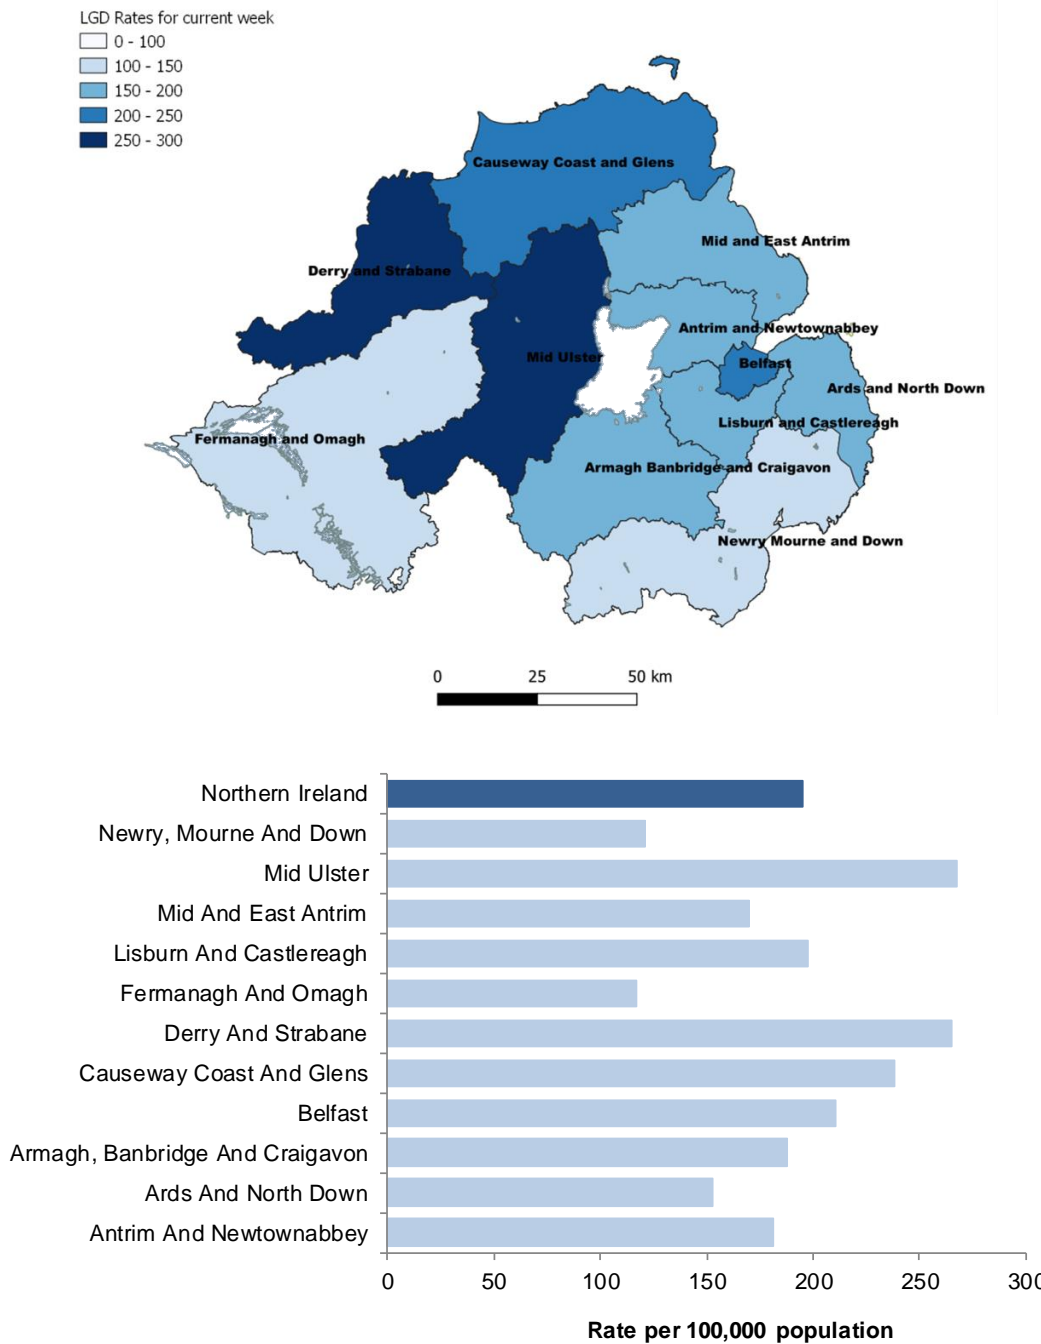 LGD Rates for current week
0 - 100
100 - 150
150 - 200
200 - 250
250 - 300
Causeway Coast and Glens
Mid and East Antrim
Derry and Strabane
Antrim and Newtownabbey
Mid Ulster
Belfast
Ards and North Down
Lisburn and Castlereagh
Fermanagh and Omagh
Armagh Banbridge and Craigavon
Newry Mourne and Down
0 25 50 km
Northern Ireland
Newry, Mourne And Down
Mid Ulster
Mid And East Antrim
Lisburn And Castlereagh
Fermanagh And Omagh
Derry And Strabane
Causeway Coast And Glens
Belfast
Armagh, Banbridge And Craigavon
Ards And North Down
Antrim And Newtownabbey
0 50 100 150 200 250 300
Rate per 100,000 population